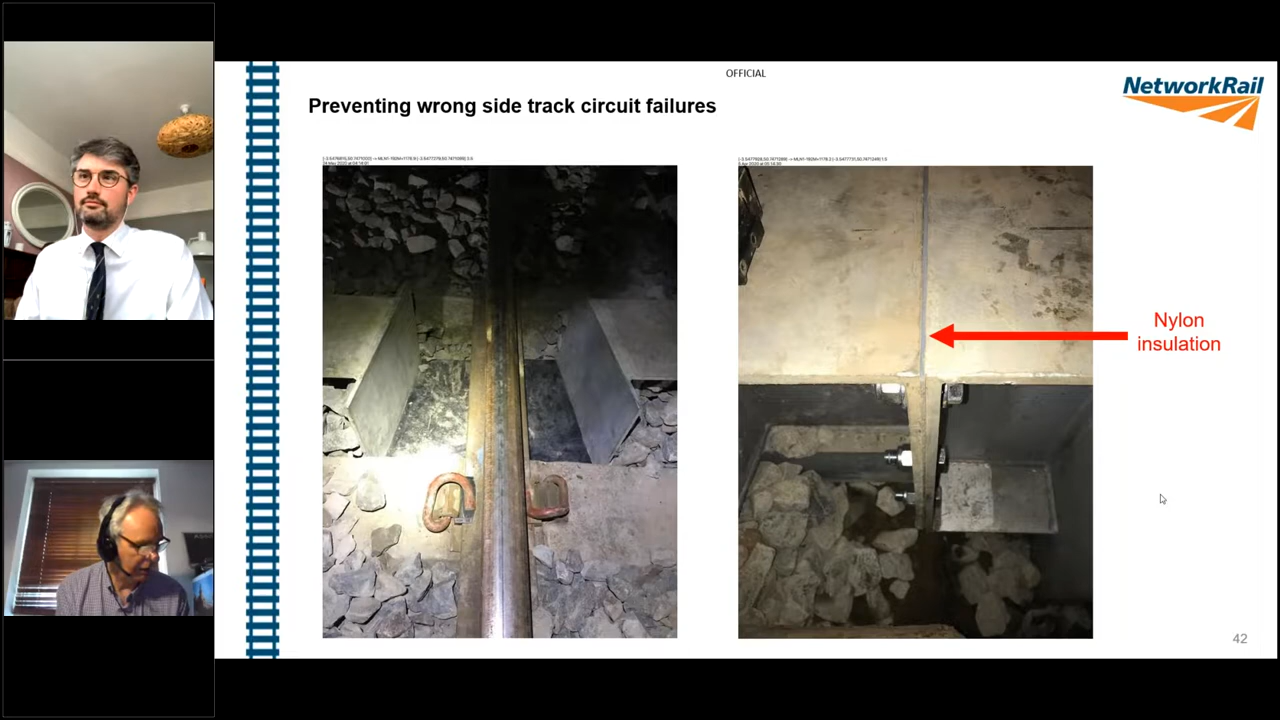 OFFICIAL
NetworkRail
Preventing wrong side track circuit failures
Nylon
insulation
42